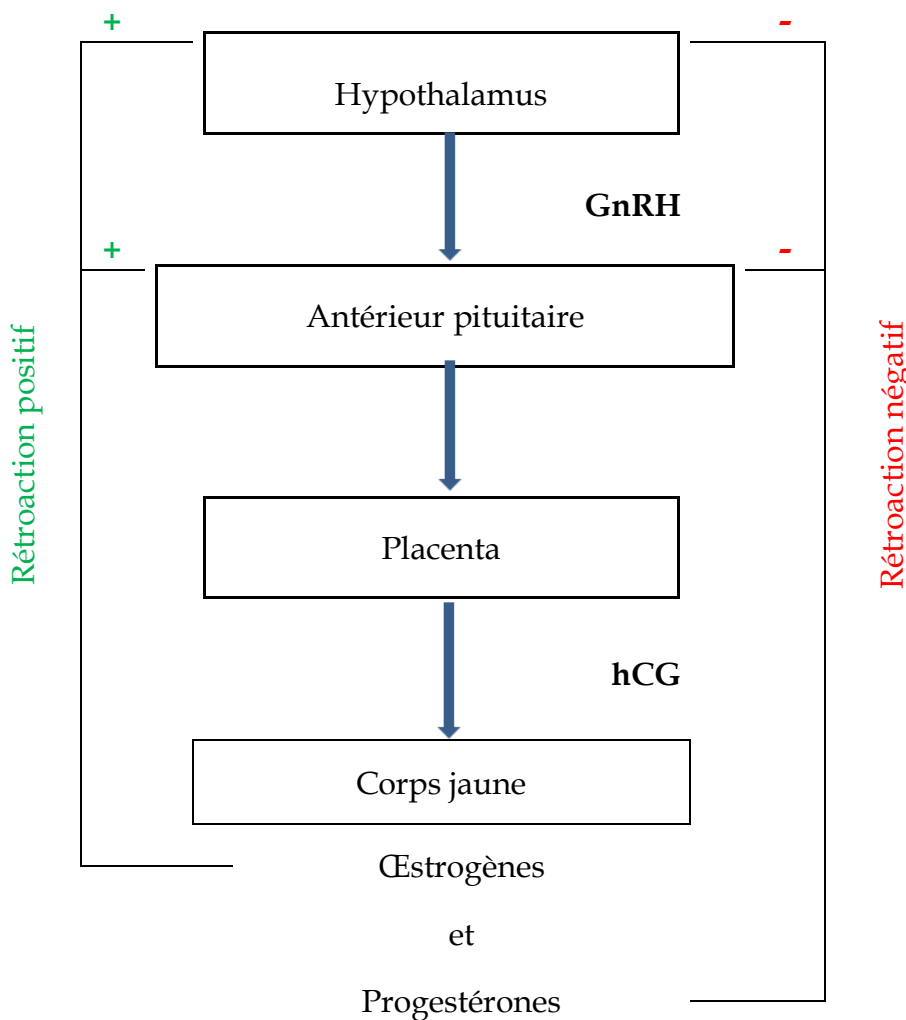 +
-
Hypothalamus
GnRH
+
-
Antérieur pituitaire
Rétroaction positif
Rétroaction négatif
Placenta
hCG
Corps jaune
Œstrogènes
et
Progestérones